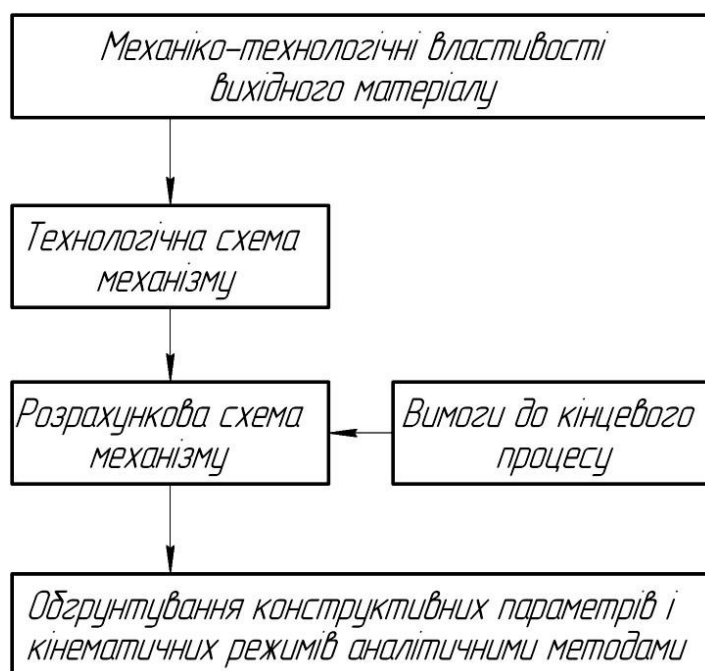 Механіко-технологічні властивості
вихідного матеріалу
Технологічна схема
механізму
Розрахункова схема
механізму
Вимоги до кінцевого
процесу
Обгрунтування конструктивних параметрів і
кінематичних режимів аналітичними методами